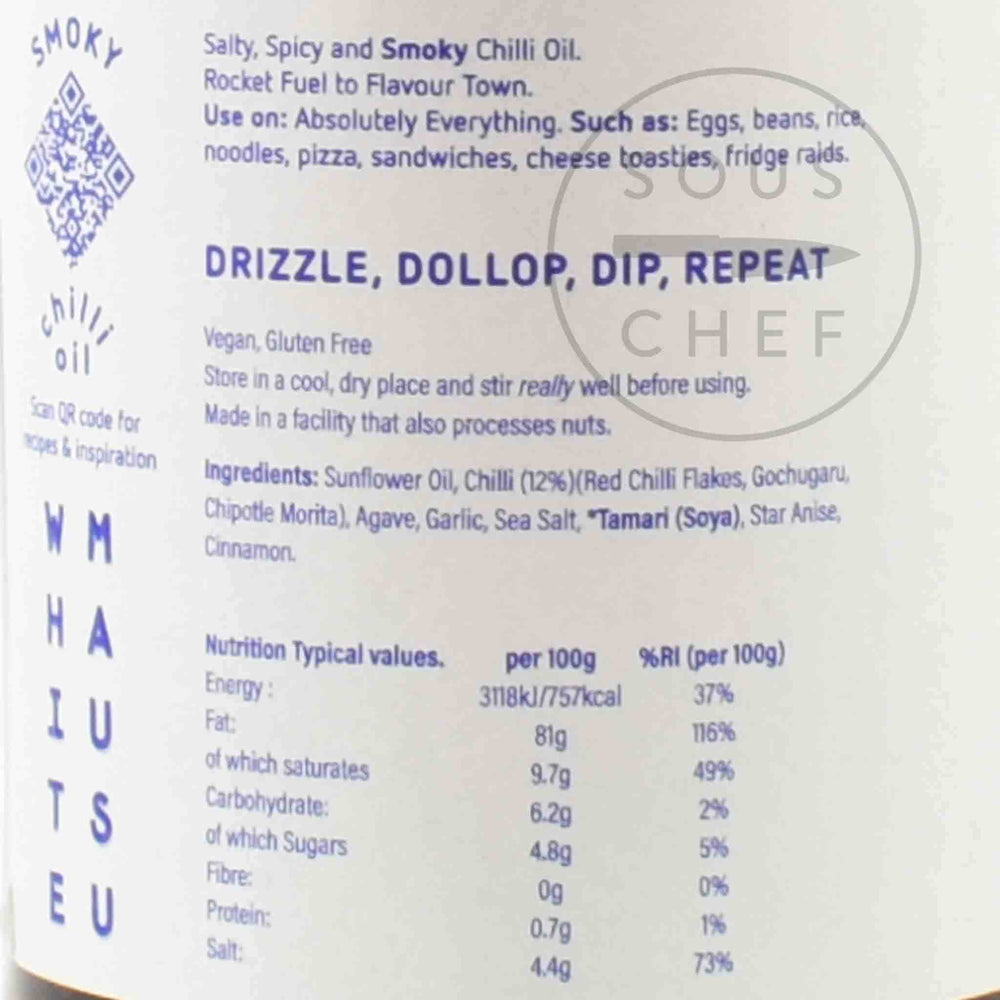 SMOKY
chilli
oil
Scan QR code for
recipes & inspiration
WHITE
MAUSU
Salty, Spicy and Smoky Chilli Oil.
Rocket Fuel to Flavour Town.
Use on: Absolutely Everything. Such as: Eggs, beans, rice,
noodles, pizza, sandwiches, cheese toasties, fridge raids.
DRIZZLE, DOLLOP, DIP, REPEAT
Vegan, Gluten Free
Store in a cool, dry place and stir really well before using.
Made in a facility that also processes nuts.
Ingredients: Sunflower Oil, Chilli (12%)(Red Chilli Flakes, Gochugaru,
Chipotle Morita), Agave, Garlic, Sea Salt, *Tamari (Soya), Star Anise,
Cinnamon.
Nutrition Typical values. per 100g %RI (per 100g)
Energy : 3118kJ/757kcal 37%
Fat: 81g 116%
of which saturates 9.7g 49%
Carbohydrate: 6.2g 2%
of which Sugars 4.8g 5%
Fibre: 0g 0%
Protein: 0.7g 1%
Salt: 4.4g 73%
SOUS
CHEF